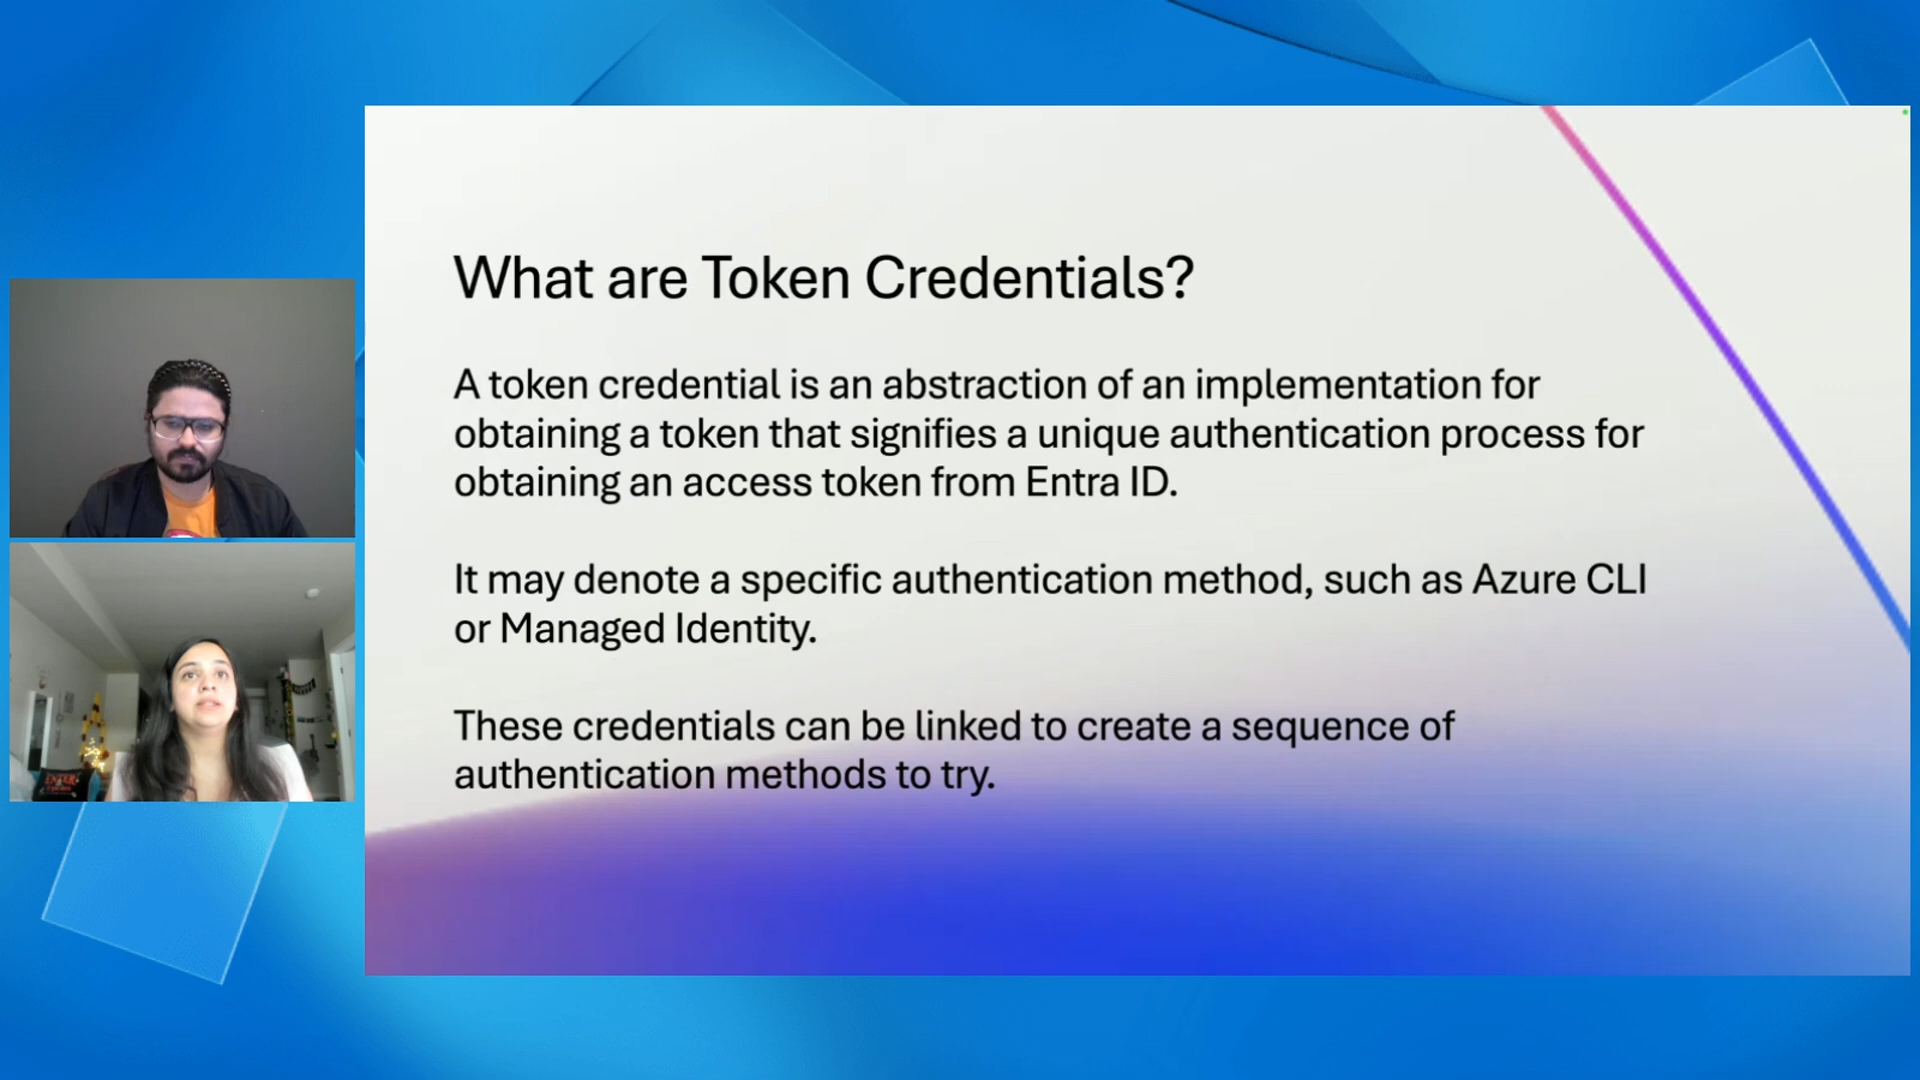 What are Token Credentials?
A token credential is an abstraction of an implementation for
obtaining a token that signifies a unique authentication process for
obtaining an access token from Entra ID.
It may denote a specific authentication method, such as Azure CLI
or Managed Identity.
These credentials can be linked to create a sequence of
authentication methods to try.